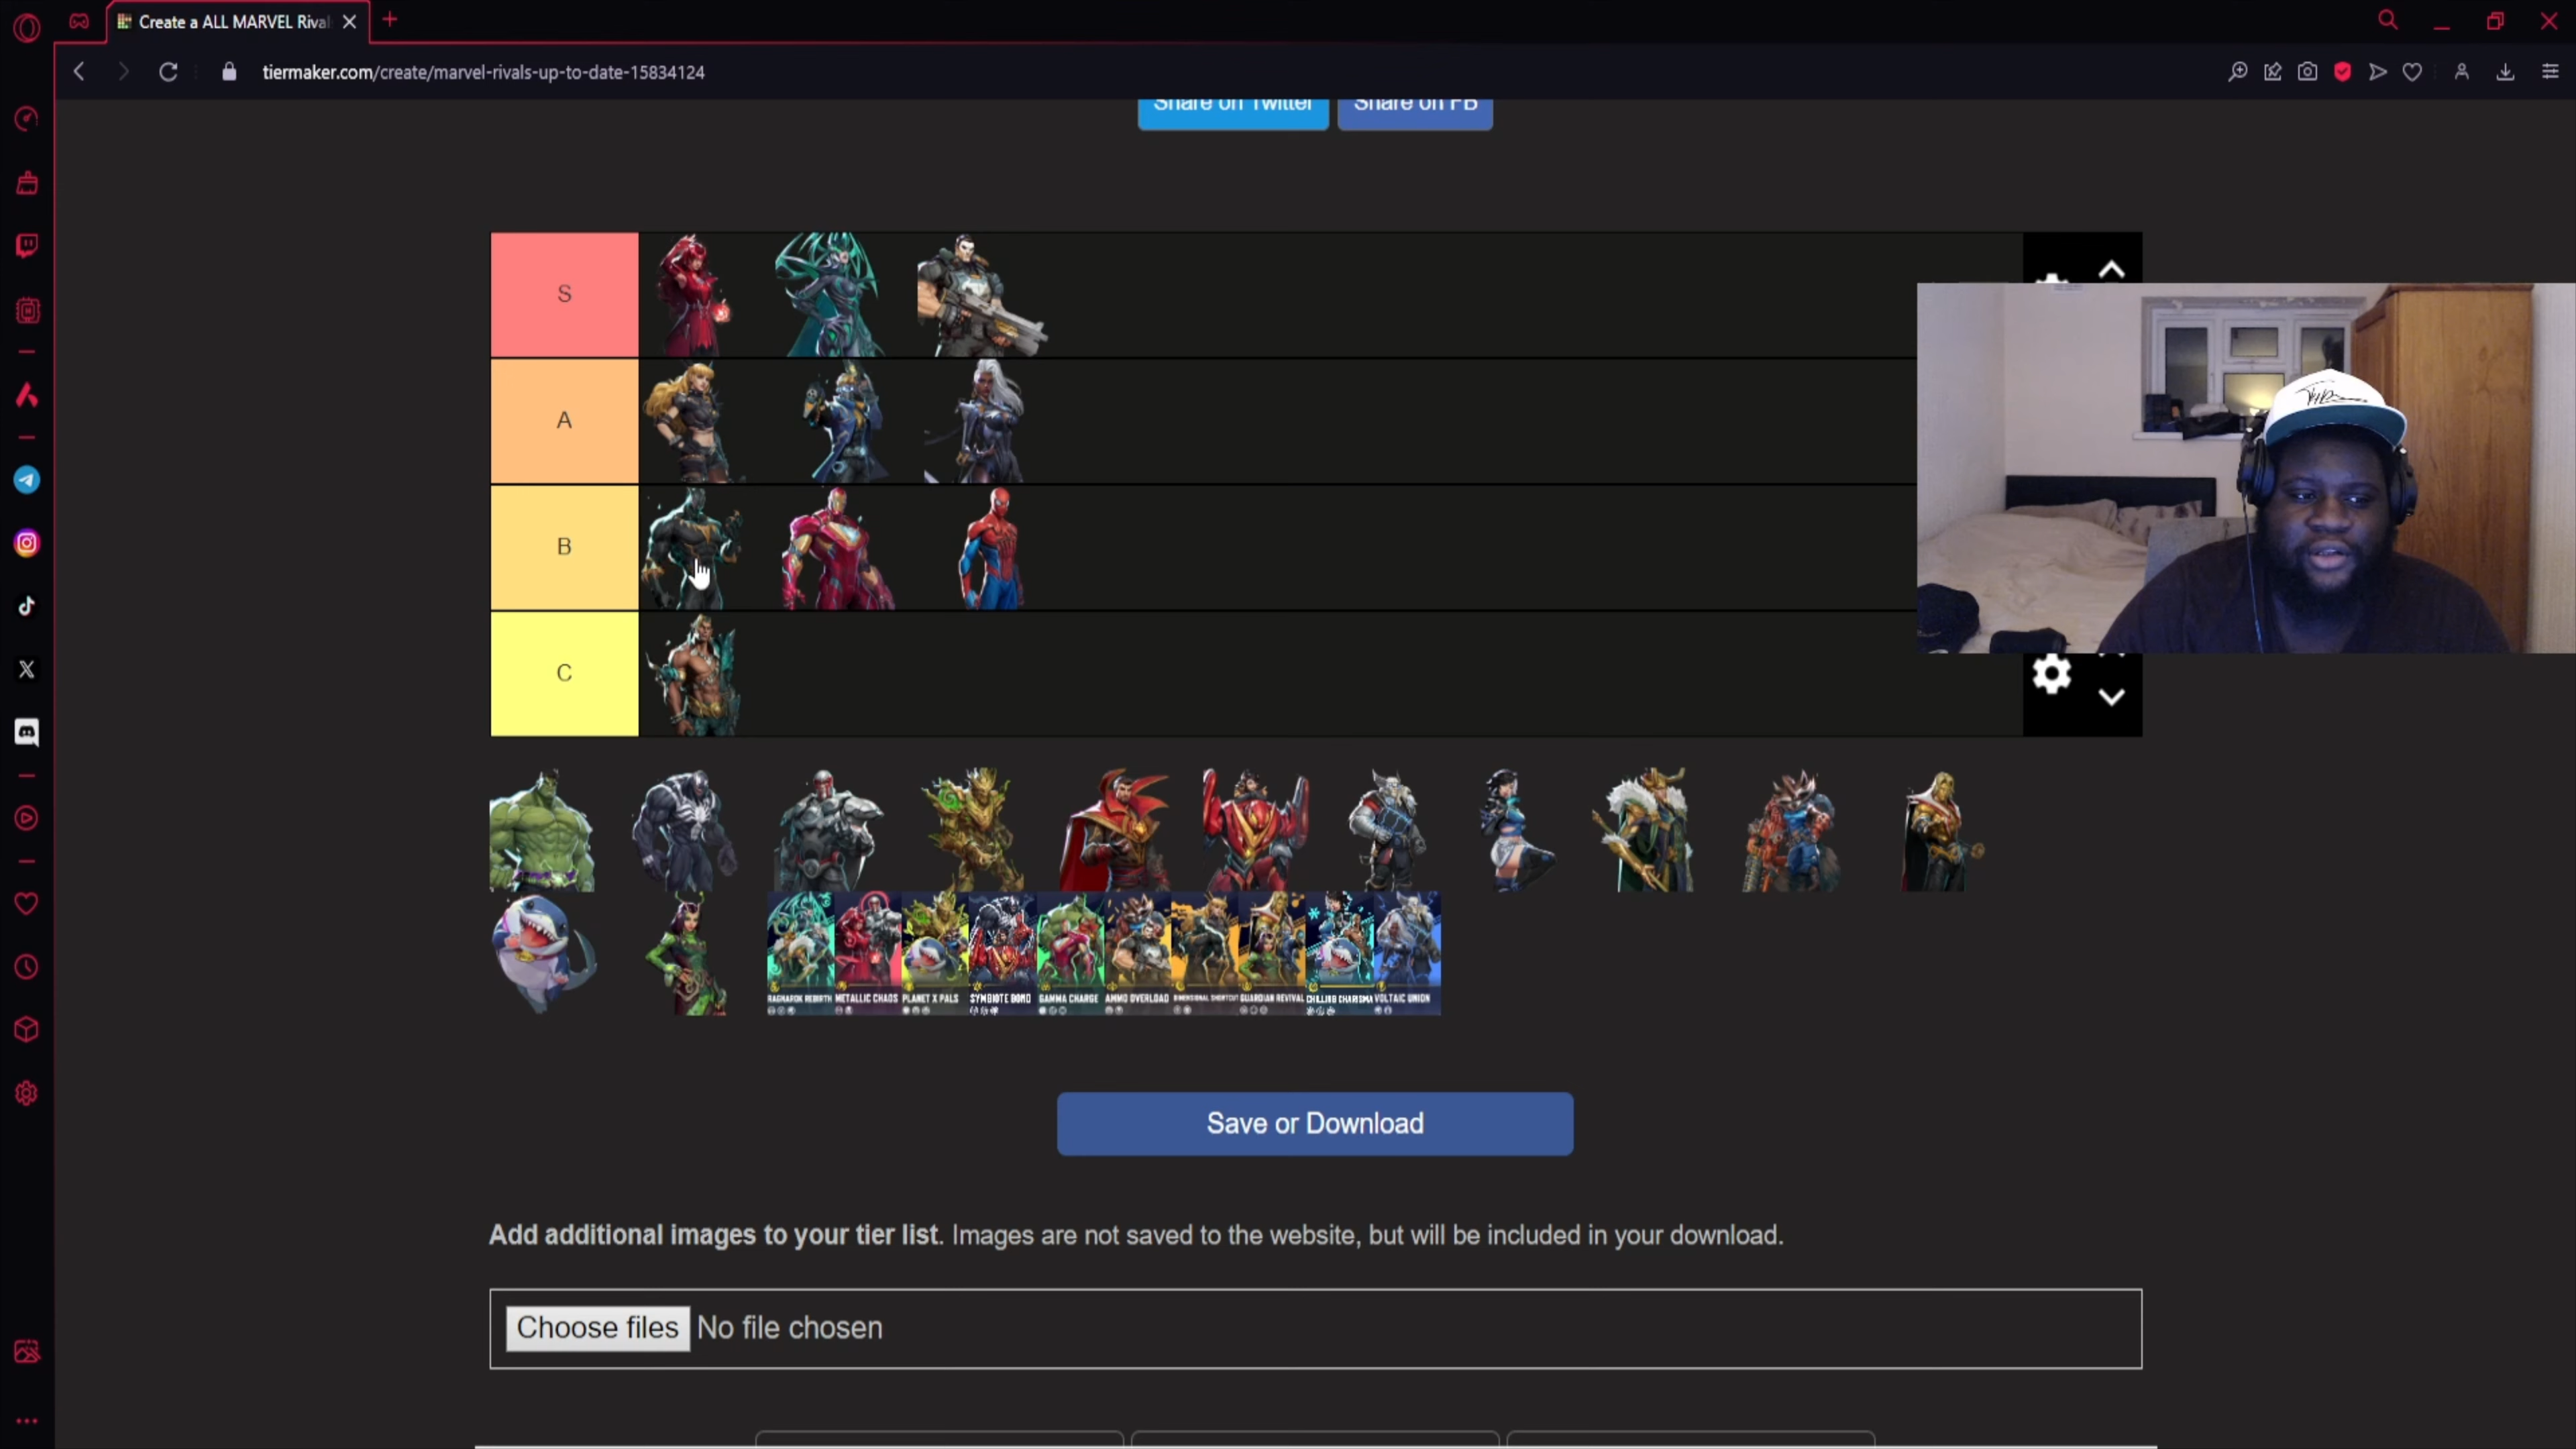 Create a ALL MARVEL Riva
tiermaker.com/create/marvel-rivals-up-to-date-15834124
Share on Twitter
Share on FB
S
A
B
C
RAGNAROK REBIRTH
METALLIC CHAOS
PLANET X PALS
SYMBIOTE BOND
GAMMA CHARGE
AMMO OVERLOAD
DIMENSIONAL SHORTCUT
GUARDIAN REVIVAL
CHILLING CHARISMA
VOLTAIC UNION
Save or Download
Add additional images to your tier list. Images are not saved to the website, but will be included in your download.
Choose files No file chosen